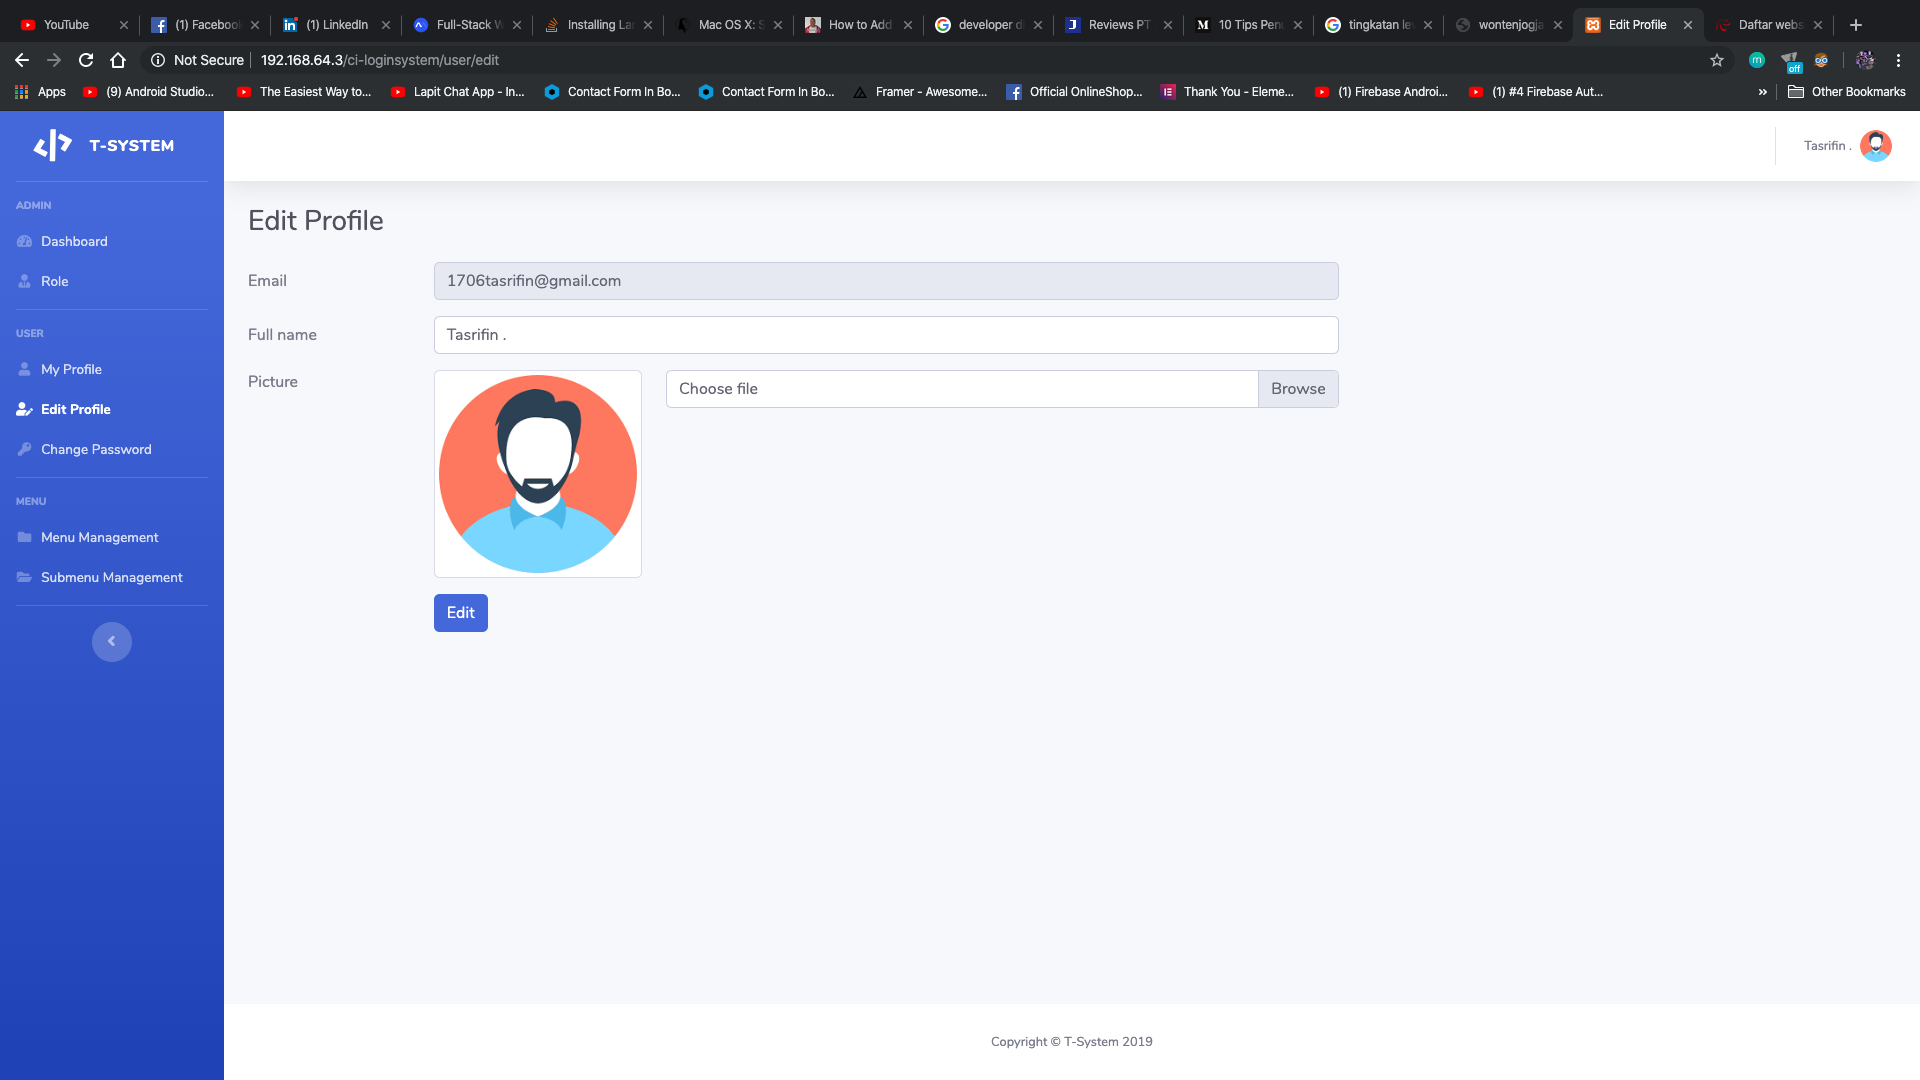 YouTube
(1) Facebook
(1) LinkedIn
Full-Stack W
Installing La
Mac OS X: S
How to Add
developer d
Reviews PT
10 Tips Pen
tingkatan le
wontenjogja
Edit Profile
Daftar webs
Not Secure
192.168.64.3/ci-loginsystem/user/edit
off
Apps
(9) Android Studio...
The Easiest Way to...
Lapit Chat App - In...
Contact Form In Bo...
Contact Form In Bo...
Framer - Awesome...
Official OnlineShop...
Thank You - Eleme...
(1) Firebase Androi...
(1) #4 Firebase Aut...
»
Other Bookmarks
T-SYSTEM
Tasrifin .
ADMIN
Dashboard
Role
USER
My Profile
Edit Profile
Change Password
MENU
Menu Management
Submenu Management
Edit Profile
Email
1706tasrifin@gmail.com
Full name
Tasrifin .
Picture
Choose file
Browse
Edit
Copyright © T-System 2019